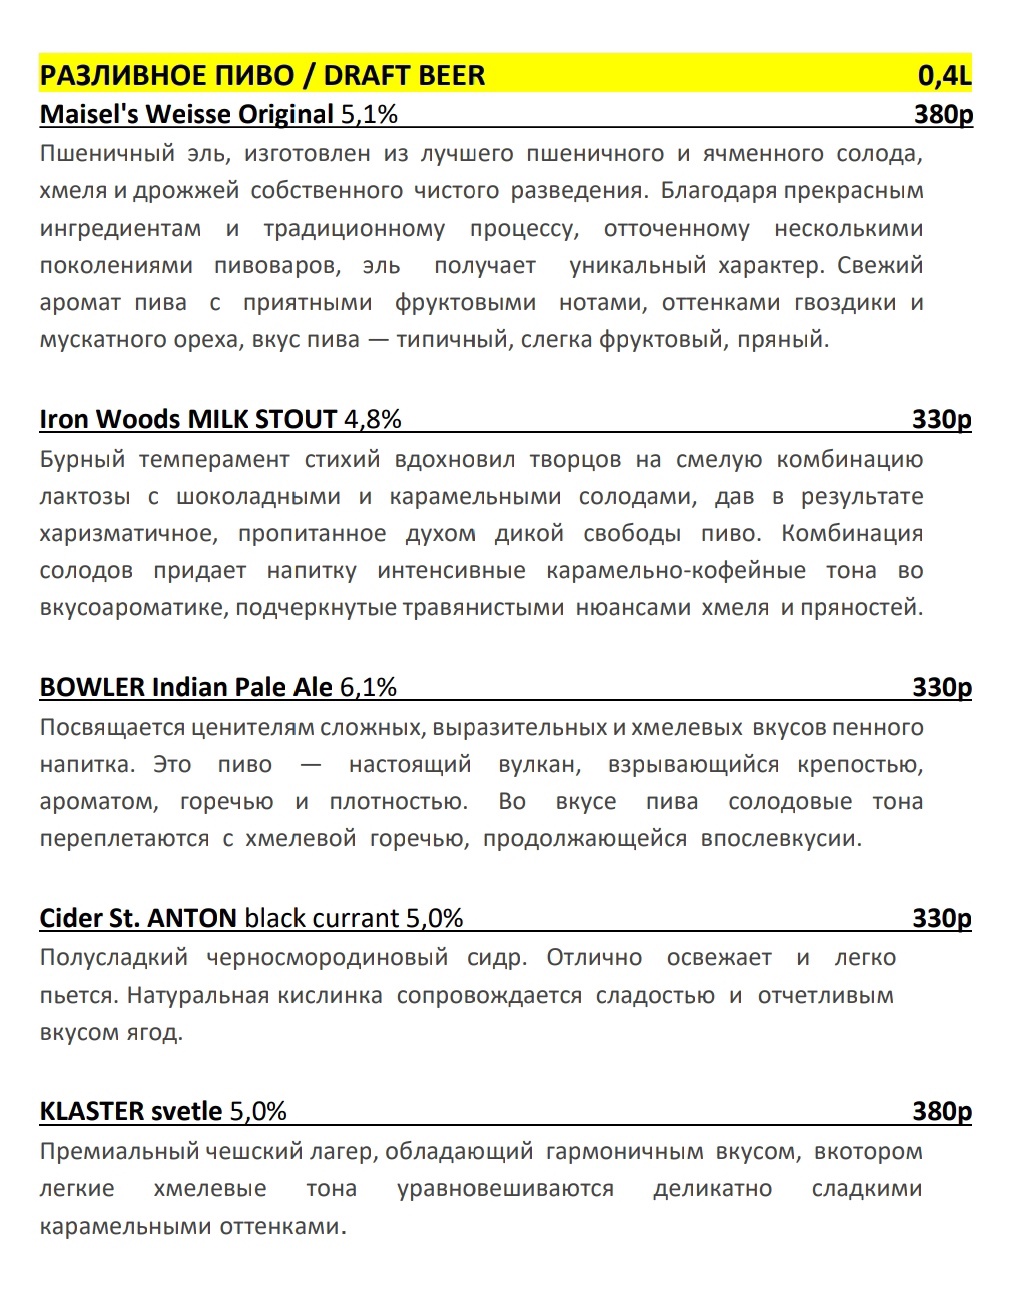 РАЗЛИВНОЕ ПИВО / DRAFT BEER 0,4L
Maisel's Weisse Original 5,1% 380р
Пшеничный эль, изготовлен из лучшего пшеничного и ячменного солода,
хмеля и дрожжей собственного чистого разведения. Благодаря прекрасным
ингредиентам и традиционному процессу, отточенному несколькими
поколениями пивоваров, эль получает уникальный характер. Свежий
аромат пива с приятными фруктовыми нотами, оттенками гвоздики и
мускатного ореха, вкус пива — типичный, слегка фруктовый, пряный.
Iron Woods MILK STOUT 4,8% 330р
Бурный темперамент стихий вдохновил творцов на смелую комбинацию
лактозы с шоколадными и карамельными солодами, дав в результате
харизматичное, пропитанное духом дикой свободы пиво. Комбинация
солодов придает напитку интенсивные карамельно-кофейные тона во
вкусоароматике, подчеркнутые травянистыми нюансами хмеля и пряностей.
BOWLER Indian Pale Ale 6,1% 330р
Посвящается ценителям сложных, выразительных и хмелевых вкусов пенного
напитка. Это пиво — настоящий вулкан, взрывающийся крепостью,
ароматом, горечью и плотностью. Во вкусе пива солодовые тона
переплетаются с хмелевой горечью, продолжающейся впослевкусии.
Cider St. ANTON black currant 5,0% 330р
Полусладкий черносмородиновый сидр. Отлично освежает и легко
пьется. Натуральная кислинка сопровождается сладостью и отчетливым
вкусом ягод.
KLASTER svetle 5,0% 380р
Премиальный чешский лагер, обладающий гармоничным вкусом, вкотором
легкие хмелевые тона уравновешиваются деликатно сладкими
карамельными оттенками.